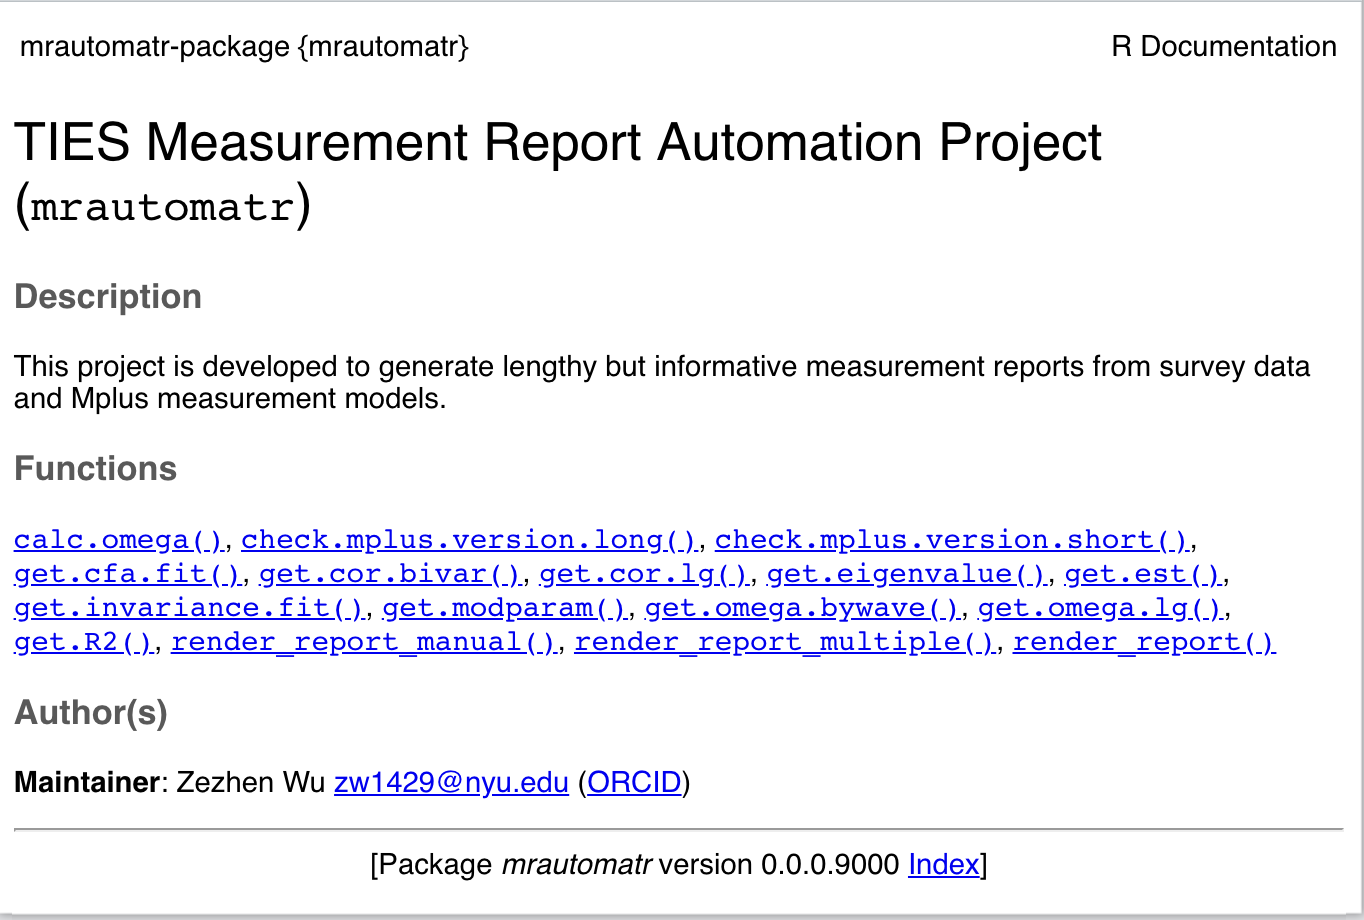 mrautomatr-package {mrautomatr} R Documentation
TIES Measurement Report Automation Project
(mrautomatr)
Description
This project is developed to generate lengthy but informative measurement reports from survey data
and Mplus measurement models.
Functions
calc.omega(), check.mplus.version.long(), check.mplus.version.short(),
get.cfa.fit(), get.cor.bivar(), get.cor.lg(), get.eigenvalue(), get.est(),
get.invariance.fit(), get.modparam(), get.omega.bywave(), get.omega.lg(),
get.R2(), render_report_manual(), render_report_multiple(), render_report()
Author(s)
Maintainer: Zezhen Wu zw1429@nyu.edu (ORCID)
[Package mrautomatr version 0.0.0.9000 Index]